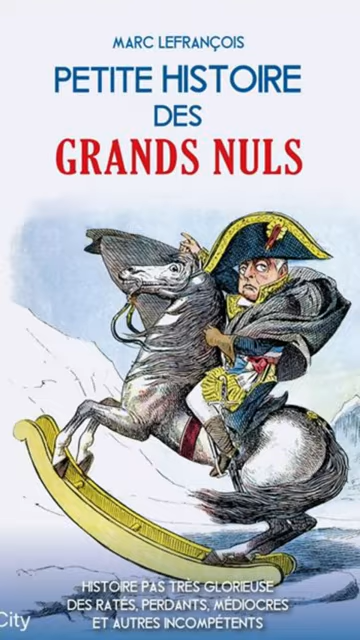 MARC LEFRANÇOIS
PETITE HISTOIRE
DES
GRANDS NULS
HISTOIRE PAS TRÈS GLORIEUSE
DES RATÉS, PERDANTS, MÉDIOCRES
ET AUTRES INCOMPÉTENTS
City